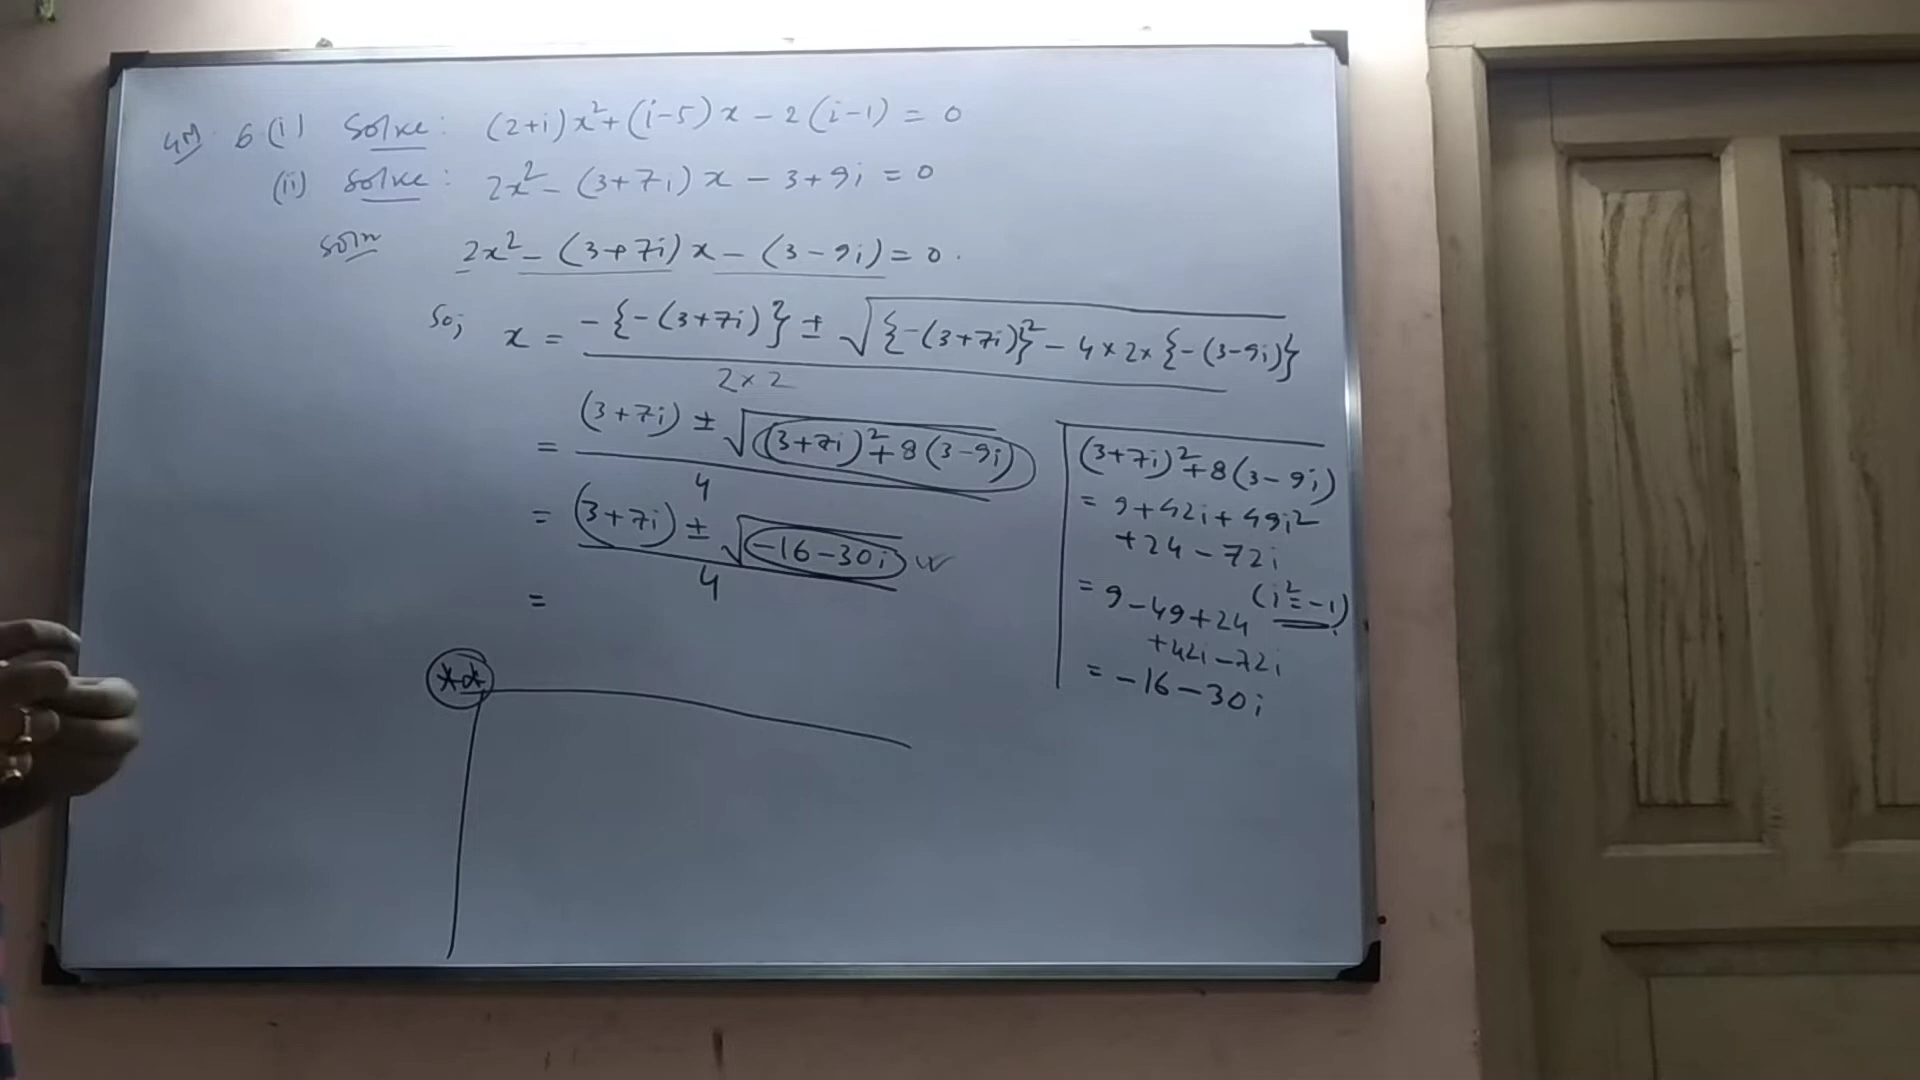 4M 6(i) Solve: (2+i)x²+(i-5)x-2(i-1)=0
(ii) Solve: 2x²-(3+7i)x-3+9i=0
Soln 2x²-(3+7i)x-(3-9i)=0.
So, x = -{-(3+7i)} ± √{-(3+7i)}²-4×2×{-(3-9i)}
2×2
= (3+7i) ± √(3+7i)²+8(3-9i)
4
= (3+7i) ± √-16-30i
4
=
**
(3+7i)²+8(3-9i)
= 9+42i+49i²
+24-72i
= 9-49+24 (i²=-1)
+42i-72i
= -16-30i